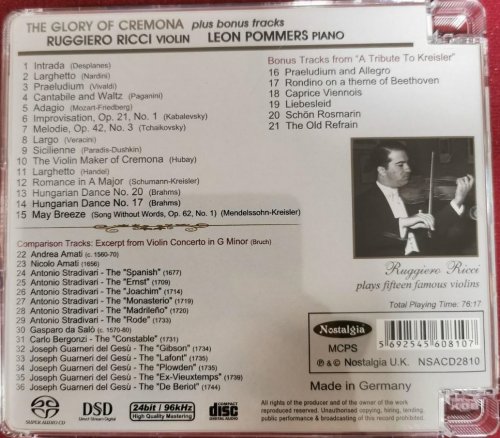 THE GLORY OF CREMONA plus bonus tracks
RUGGIERO RICCI VIOLIN LEON POMMERS PIANO
1 Intrada (Desplanes)
2 Larghetto (Nardini)
3 Praeludium (Vivaldi)
4 Cantabile and Waltz (Paganini)
5 Adagio (Mozart-Friedberg)
6 Improvisation, Op. 21, No. 1 (Kabalevsky)
7 Melodie, Op. 42, No. 3 (Tchaikovsky)
8 Largo (Veracini)
9 Sicilienne (Paradis-Dushkin)
10 The Violin Maker of Cremona (Hubay)
11 Larghetto (Handel)
12 Romance in A Major (Schumann-Kreisler)
13 Hungarian Dance No. 20 (Brahms)
14 Hungarian Dance No. 17 (Brahms)
15 May Breeze (Song Without Words, Op. 62, No. 1) (Mendelssohn-Kreisler)
Bonus Tracks from "A Tribute To Kreisler"
16 Praeludium and Allegro
17 Rondino on a theme of Beethoven
18 Caprice Viennois
19 Liebesleid
20 Schön Rosmarin
21 The Old Refrain
Comparison Tracks: Excerpt from Violin Concerto in G Minor (Bruch)
22 Andrea Amati (c. 1560-70)
23 Nicolo Amati (1656)
24 Antonio Stradivari - The "Spanish" (1677)
25 Antonio Stradivari - The "Ernst" (1709)
26 Antonio Stradivari - The "Joachim" (1714)
27 Antonio Stradivari - The "Monasterio" (1719)
28 Antonio Stradivari - The "Madrileño" (1720)
29 Antonio Stradivari - The "Rode" (1733)
30 Gasparo da Salò (c. 1570-80)
31 Carlo Bergonzi - The "Constable" (1731)
32 Joseph Guarneri del Gesù - The "Gibson" (1734)
33 Joseph Guarneri del Gesù - The "Lafont" (1735)
34 Joseph Guarneri del Gesù - The "Plowden" (1735)
35 Joseph Guarneri del Gesù - The "Ex-Vieuxtemps" (1739)
36 Joseph Guarneri del Gesù - The "De Beriot" (1744)
Ruggiero Ricci
plays fifteen famous violins
Total Playing Time: 76:17
Nostalgia
MCPS
5 692545 608107
℗ & © Nostalgia U.K. NSACD2810
Made in Germany
SUPER AUDIO CD
DSD
Direct Stream Digital
24bit / 96kHz
High Quality Mastering
COMPACT
disc
DIGITAL AUDIO
All rights of the producer and of the owner of the work
reproduced reserved. Unauthorised copying, hiring, lending,
public performance & broadcasting of this record prohibited.